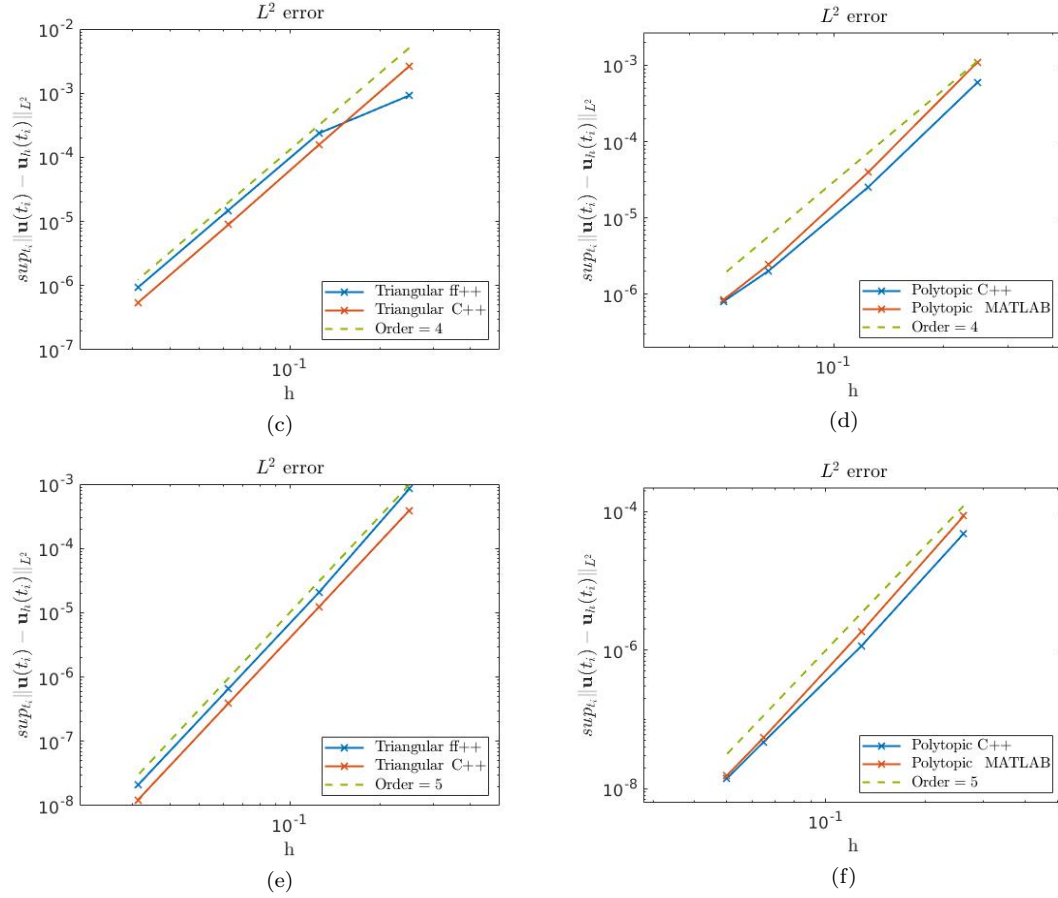 L² error
10⁻²
10⁻³
10⁻⁴
10⁻⁵
10⁻⁶
10⁻⁷
sup_{t_i}||u(t_i) − u_h(t_i)||_{L²}
Triangular ff++
Triangular C++
Order = 4
10⁻¹
h
(c)
L² error
10⁻³
10⁻⁴
10⁻⁵
10⁻⁶
sup_{t_i}||u(t_i) − u_h(t_i)||_{L²}
Polytopic C++
Polytopic MATLAB
Order = 4
10⁻¹
h
(d)
L² error
10⁻³
10⁻⁴
10⁻⁵
10⁻⁶
10⁻⁷
10⁻⁸
sup_{t_i}||u(t_i) − u_h(t_i)||_{L²}
Triangular ff++
Triangular C++
Order = 5
10⁻¹
h
(e)
L² error
10⁻⁴
10⁻⁶
10⁻⁸
sup_{t_i}||u(t_i) − u_h(t_i)||_{L²}
Polytopic C++
Polytopic MATLAB
Order = 5
10⁻¹
h
(f)